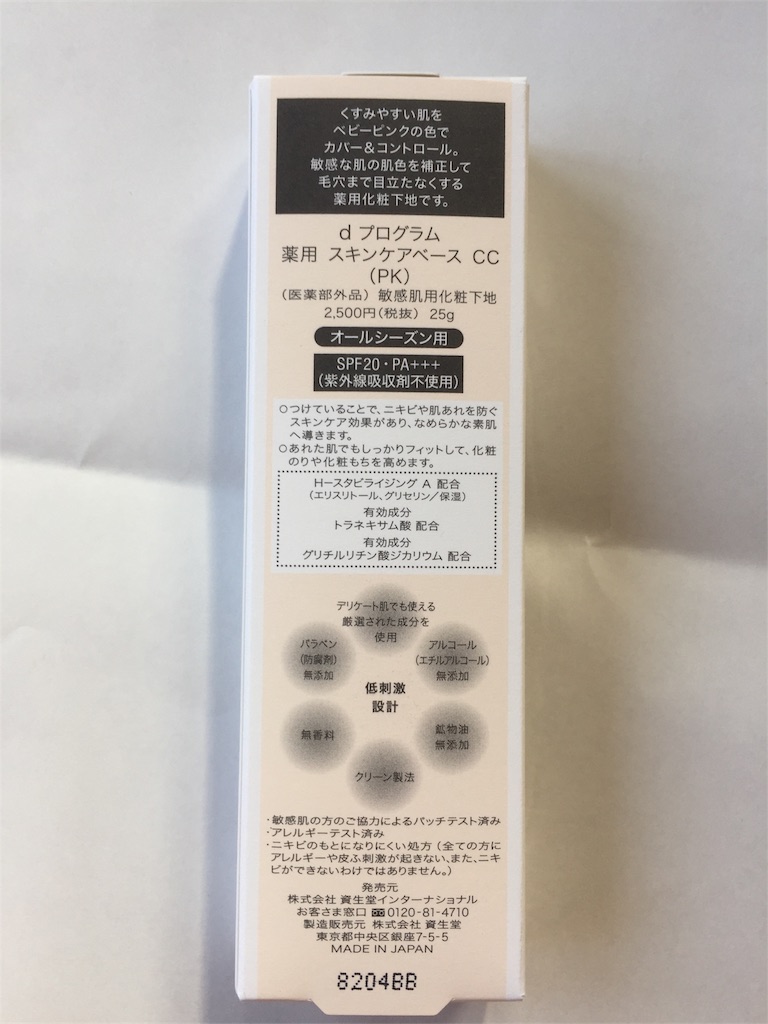 くすみやすい肌を
ベビーピンクの色で
カバー&コントロール。
敏感な肌の肌色を補正して
毛穴まで目立たなくする
薬用化粧下地です。
d プログラム
薬用 スキンケアベース CC
(PK)
(医薬部外品) 敏感肌用化粧下地
2,500円(税抜) 25g
オールシーズン用
SPF20・PA+++
(紫外線吸収剤不使用)
○つけていることで、ニキビや肌あれを防ぐ
スキンケア効果があり、なめらかな素肌
へ導きます。
○あれた肌でもしっかりフィットして、化粧
のりや化粧もちを高めます。
H-スタビライジング A 配合
(エリスリトール、グリセリン/保湿)
有効成分
トラネキサム酸 配合
有効成分
グリチルリチン酸ジカリウム 配合
デリケート肌でも使える
厳選された成分を
使用
パラベン
(防腐剤)
無添加
アルコール
(エチルアルコール)
無添加
低刺激
設計
無香料
鉱物油
無添加
クリーン製法
・敏感肌の方のご協力によるパッチテスト済み
・アレルギーテスト済み
・ニキビのもとになりにくい処方(全ての方に
アレルギーや皮ふ刺激が起きない、また、ニキ
ビができないわけではありません。)
発売元
株式会社 資生堂インターナショナル
お客さま窓口 0120-81-4710
製造販売元 株式会社 資生堂
東京都中央区銀座7-5-5
MADE IN JAPAN
8204BB